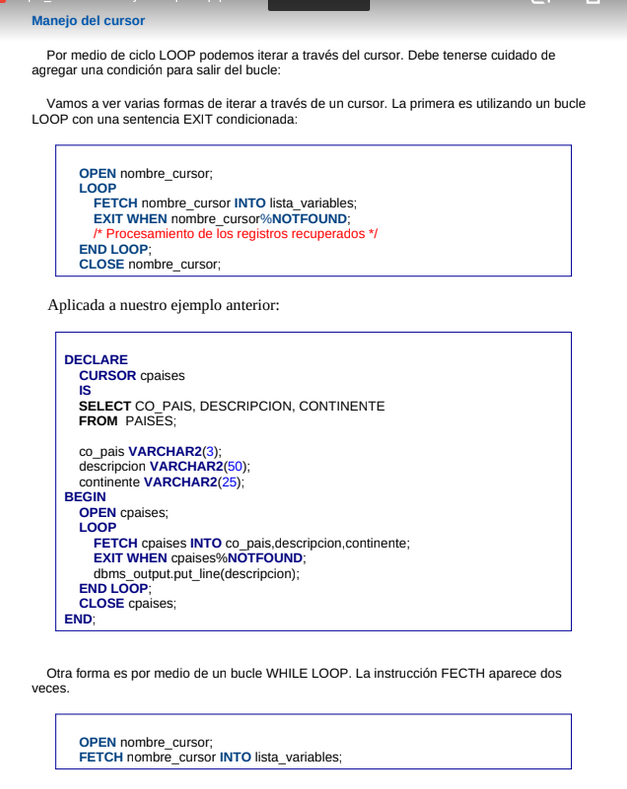 Manejo del cursor
Por medio de ciclo LOOP podemos iterar a través del cursor. Debe tenerse cuidado de
agregar una condición para salir del bucle:
Vamos a ver varias formas de iterar a través de un cursor. La primera es utilizando un bucle
LOOP con una sentencia EXIT condicionada:
OPEN nombre_cursor;
LOOP
FETCH nombre_cursor INTO lista_variables;
EXIT WHEN nombre_cursor%NOTFOUND;
/* Procesamiento de los registros recuperados */
END LOOP;
CLOSE nombre_cursor;
Aplicada a nuestro ejemplo anterior:
DECLARE
CURSOR cpaises
IS
SELECT CO_PAIS, DESCRIPCION, CONTINENTE
FROM PAISES;
co_pais VARCHAR2(3);
descripcion VARCHAR2(50);
continente VARCHAR2(25);
BEGIN
OPEN cpaises;
LOOP
FETCH cpaises INTO co_pais,descripcion,continente;
EXIT WHEN cpaises%NOTFOUND;
dbms_output.put_line(descripcion);
END LOOP;
CLOSE cpaises;
END;
Otra forma es por medio de un bucle WHILE LOOP. La instrucción FECTH aparece dos
veces.
OPEN nombre_cursor;
FETCH nombre_cursor INTO lista_variables;